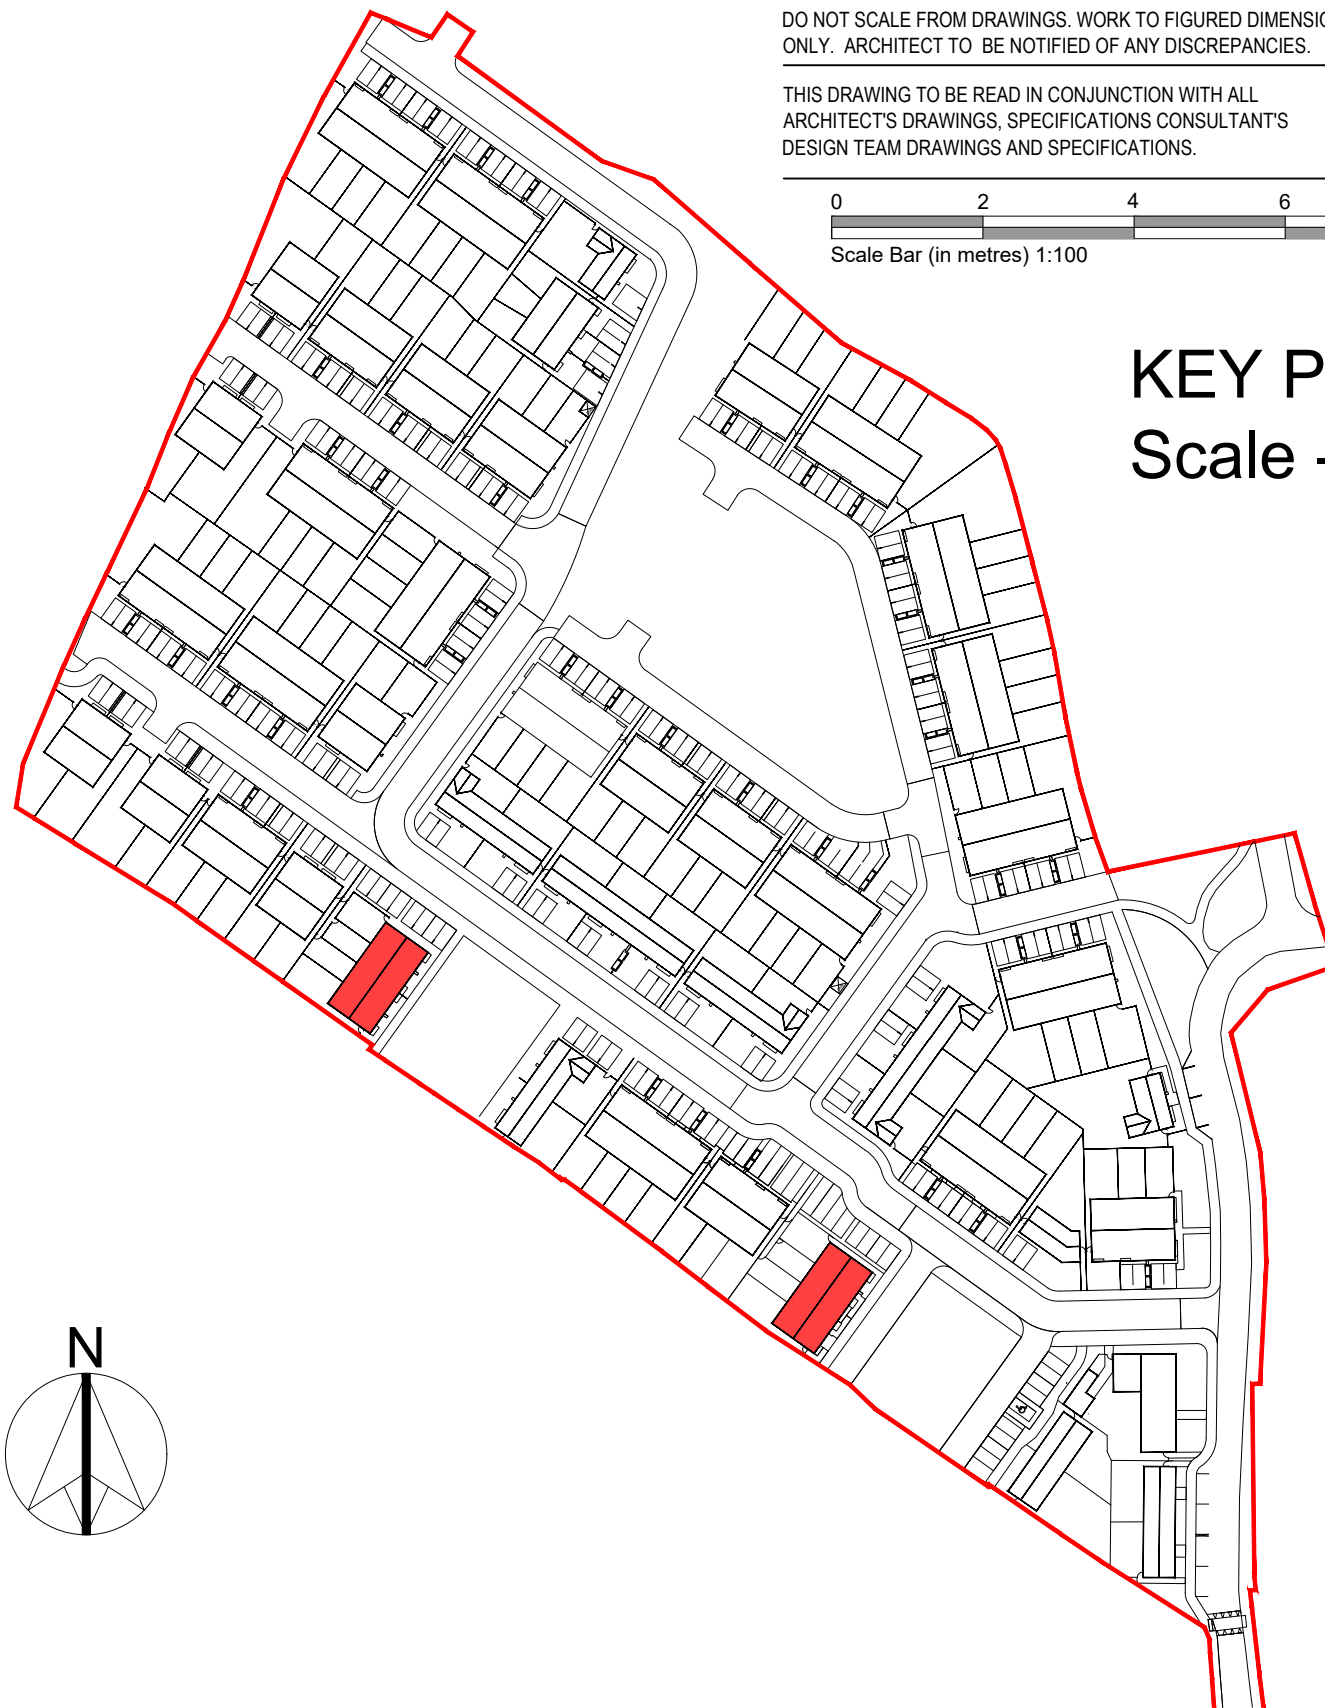 DO NOT SCALE FROM DRAWINGS. WORK TO FIGURED
ONLY. ARCHITECT TO BE NOTIFIED OF ANY DISCREPANCIES.
THIS DRAWING TO BE READ IN CONJUNCTION WITH ALL
ARCHITECT'S DRAWINGS, SPECIFICATIONS CONSULTANT'S
DESIGN TEAM DRAWINGS AND SPECIFICATIONS.
0 2 4 6
Scale Bar (in metres) 1:100
KEY P
Scale -
N